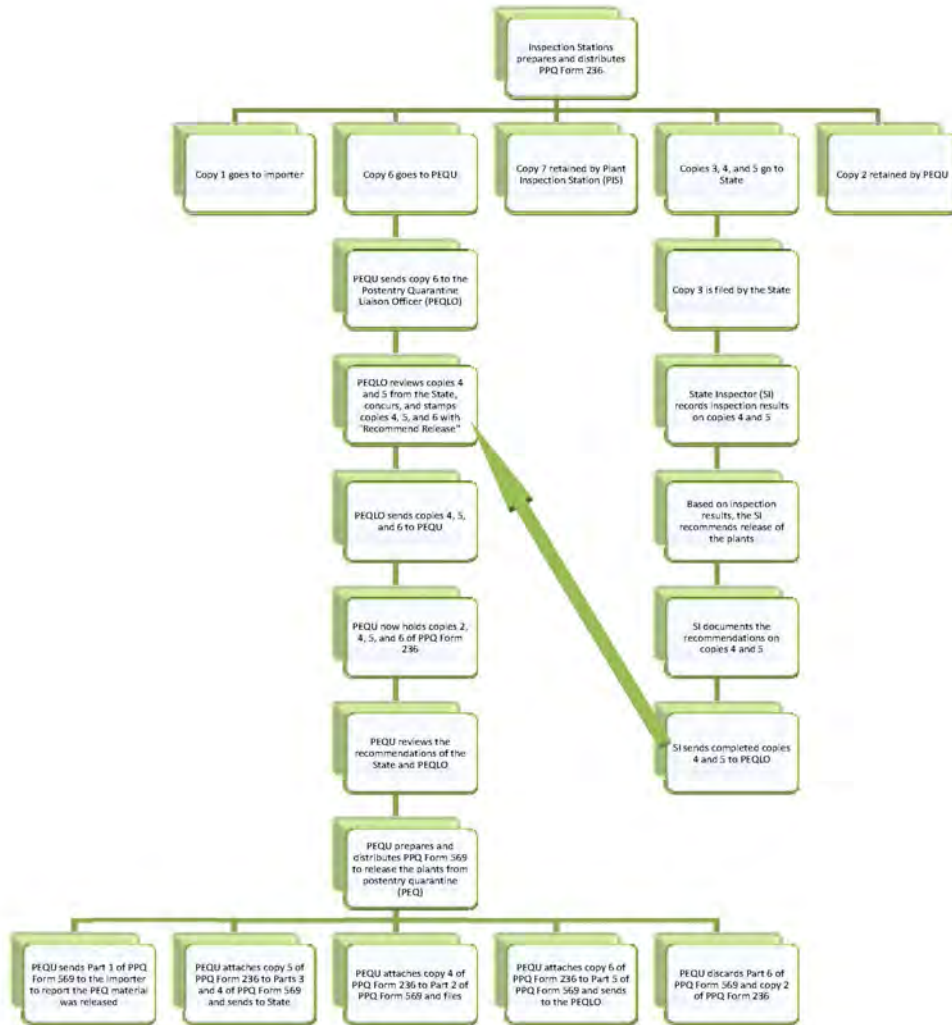 Inspection Stations
prepares and distributes
PPQ Form 236
Copy 1 goes to importer
Copy 6 goes to PEQU
Copy 7 retained by Plant
Inspection Station (PIS)
Copies 3, 4, and 5 go to
State
Copy 2 retained by PEQU
PEQU sends copy 6 to the
Postentry Quarantine
Liaison Officer (PEQLO)
PEQLO reviews copies 4
and 5 from the State,
concurs, and stamps
copies 4, 5, and 6 with
"Recommend Release"
PEQLO sends copies 4, 5,
and 6 to PEQU
PEQU now holds copies 2,
4, 5, and 6 of PPQ Form
236
PEQU reviews the
recommendations of the
State and PEQLO
PEQU prepares and
distributes PPQ Form 569
to release the plants from
postentry quarantine
(PEQ)
Copy 3 is filed by the State
State Inspector (SI)
records inspection results
on copies 4 and 5
Based on inspection
results, the SI
recommends release of
the plants
SI documents the
recommendations on
copies 4 and 5
SI sends completed copies
4 and 5 to PEQLO
PEQU sends Part 1 of PPQ
Form 569 to the importer
to report the PEQ material
was released
PEQU attaches copy 5 of
PPQ Form 236 to Parts 3
and 4 of PPQ Form 569
and sends to State
PEQU attaches copy 4 of
PPQ Form 236 to Part 2 of
PPQ Form 569 and files
PEQU attaches copy 6 of
PPQ Form 236 to Part 5 of
PPQ Form 569 and sends
to the PEQLO
PEQU discards Part 6 of
PPQ Form 569 and copy 2
of PPQ Form 236